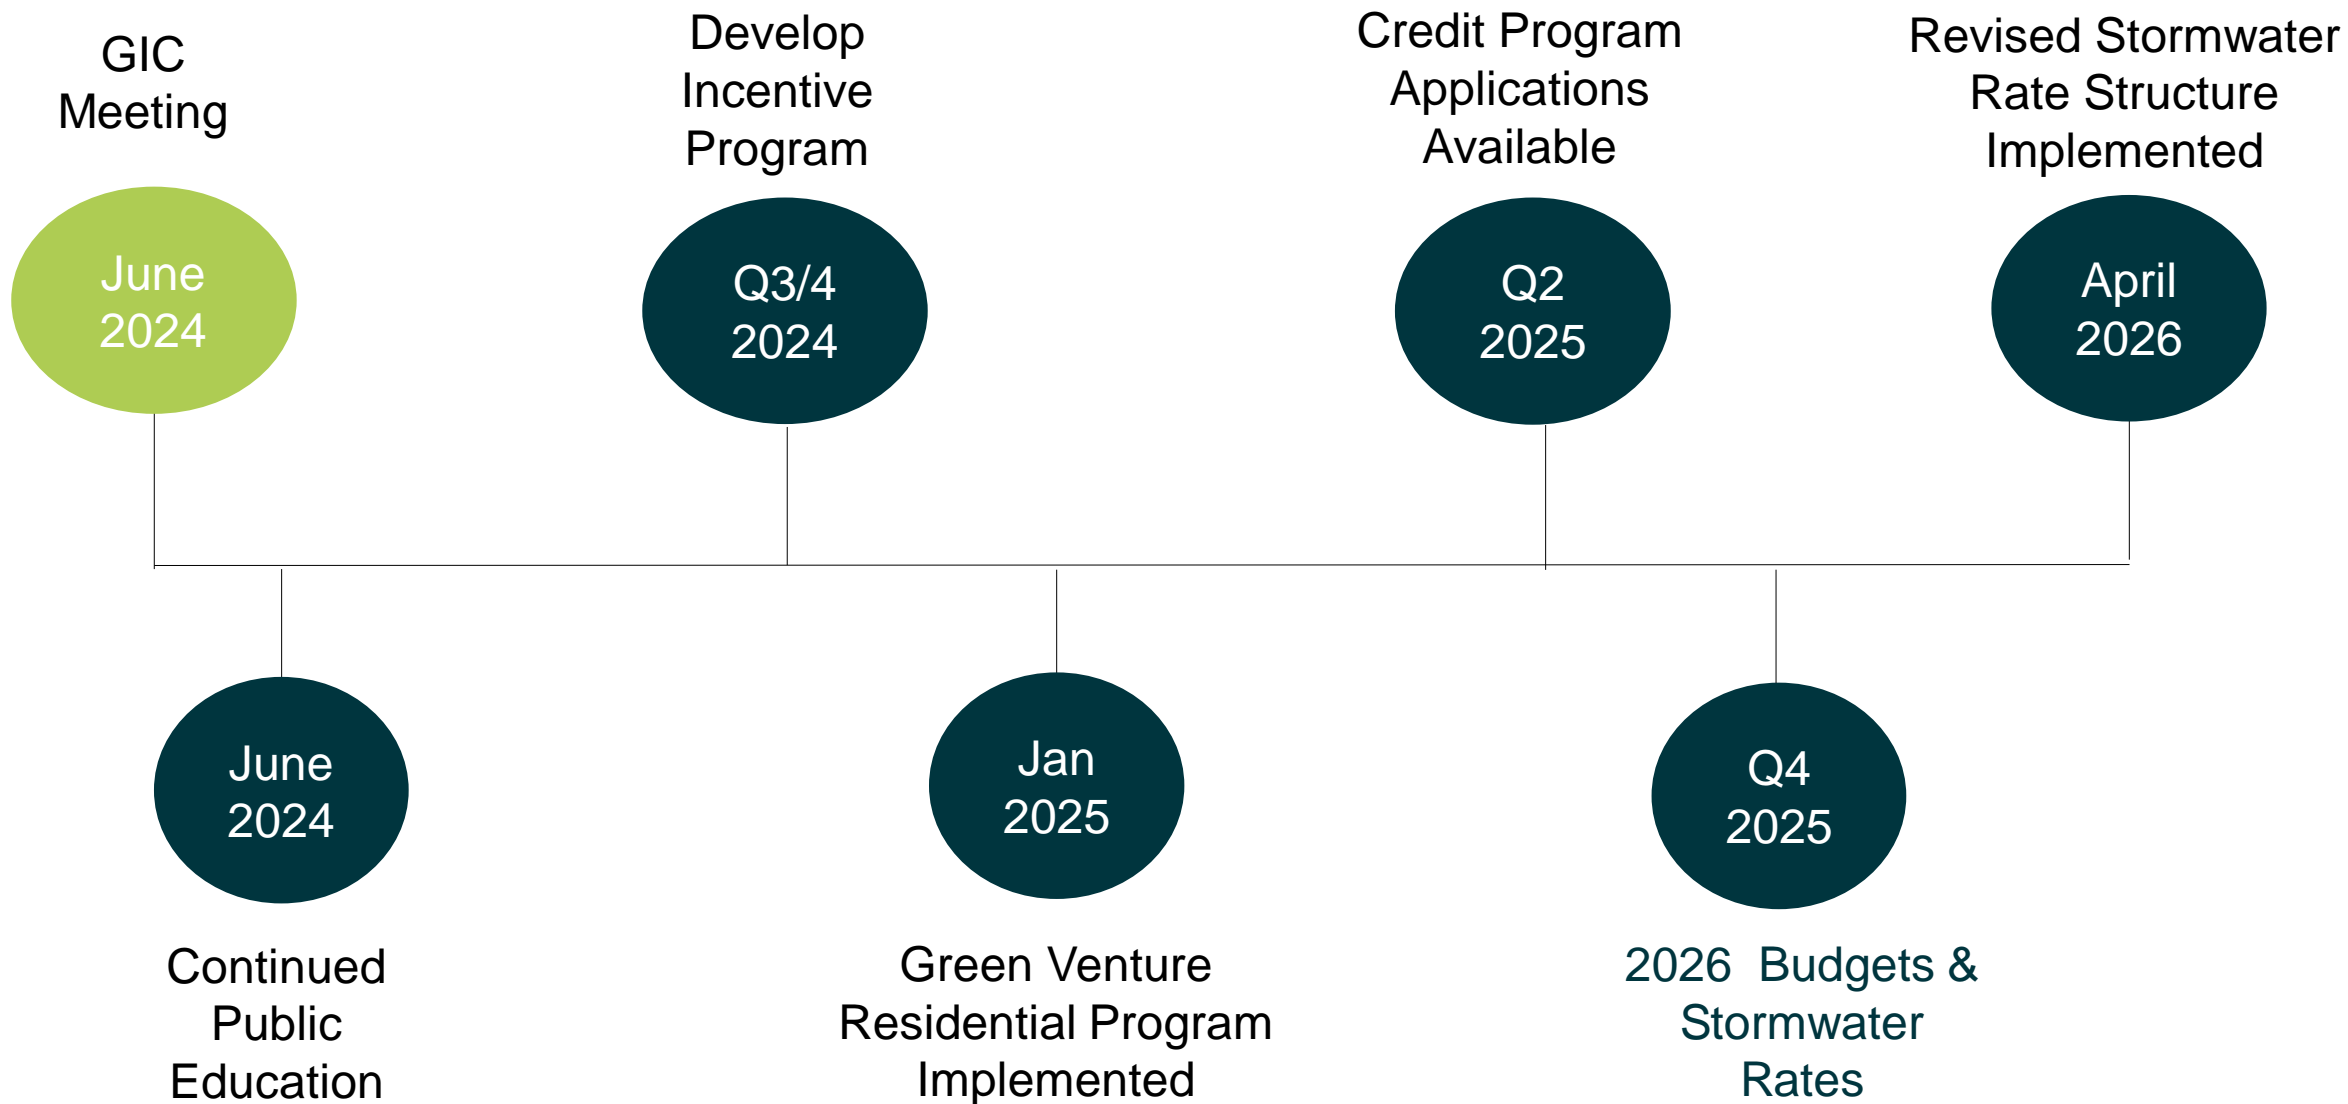 GIC
Meeting
June
2024
Develop
Incentive
Program
Q3/4
2024
Credit Program
Applications
Available
Q2
2025
Revised Stormwater
Rate Structure
Implemented
April
2026
June
2024
Continued
Public
Education
Jan
2025
Green Venture
Residential Program
Implemented
Q4
2025
2026  Budgets &
Stormwater
Rates